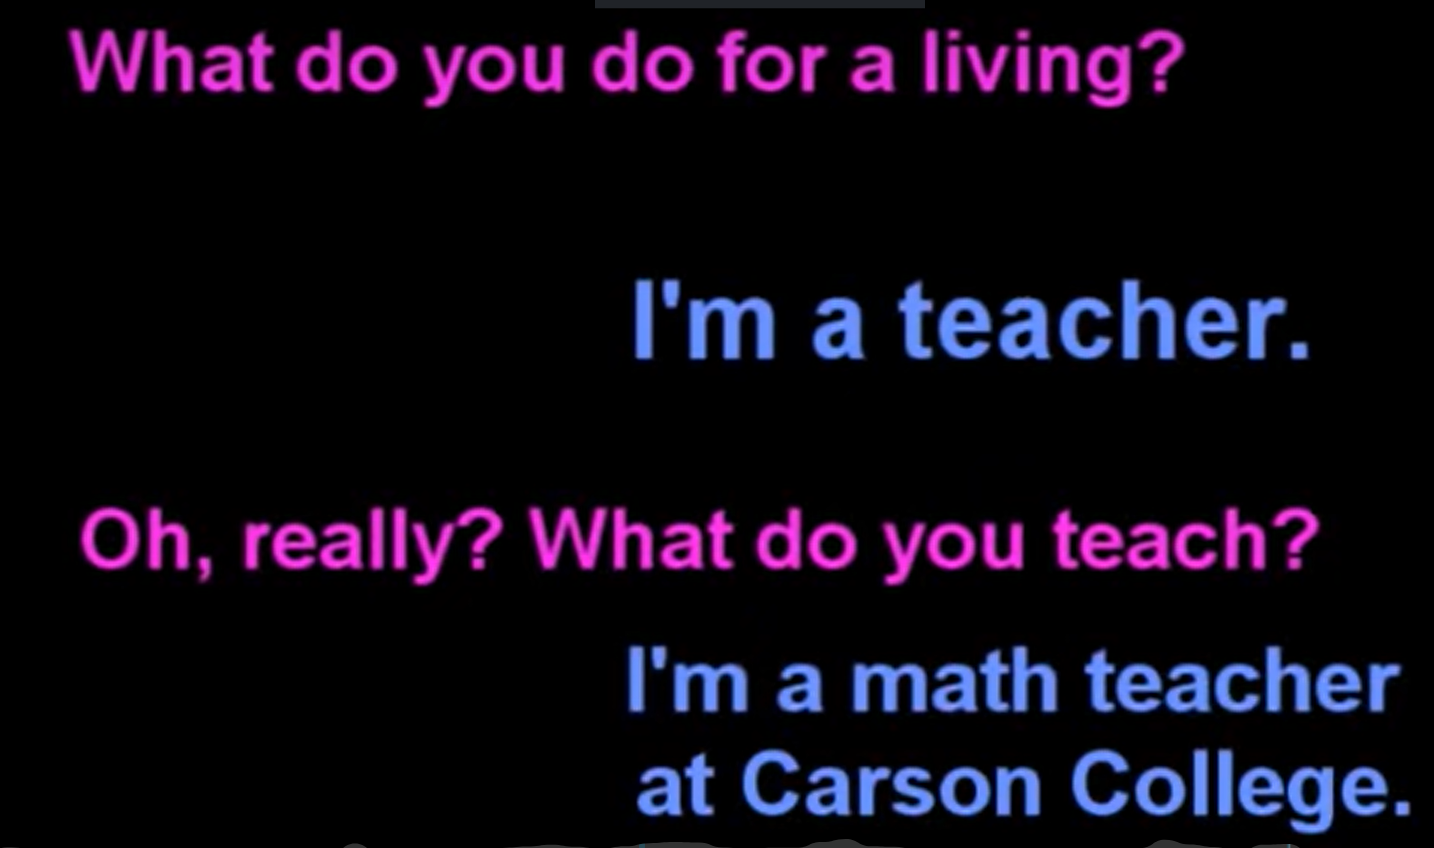 What do you do for a living?
I'm a teacher.
Oh, really? What do you teach?
I'm a math teacher
at Carson College.